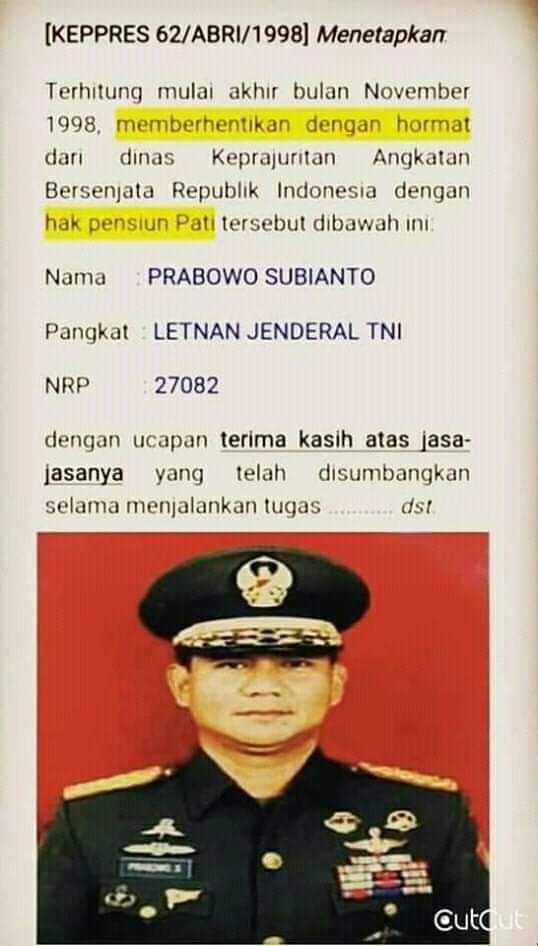 [KEPPRES 62/ABRI/1998] Menetapkan:
Terhitung mulai akhir bulan November
1998, memberhentikan dengan hormat
dari dinas Keprajuritan Angkatan
Bersenjata Republik Indonesia dengan
hak pensiun Pati tersebut dibawah ini:
Nama : PRABOWO SUBIANTO
Pangkat : LETNAN JENDERAL TNI
NRP : 27082
dengan ucapan terima kasih atas jasa-
jasanya yang telah disumbangkan
selama menjalankan tugas ........... dst.
PRABOWO. S
CutCut